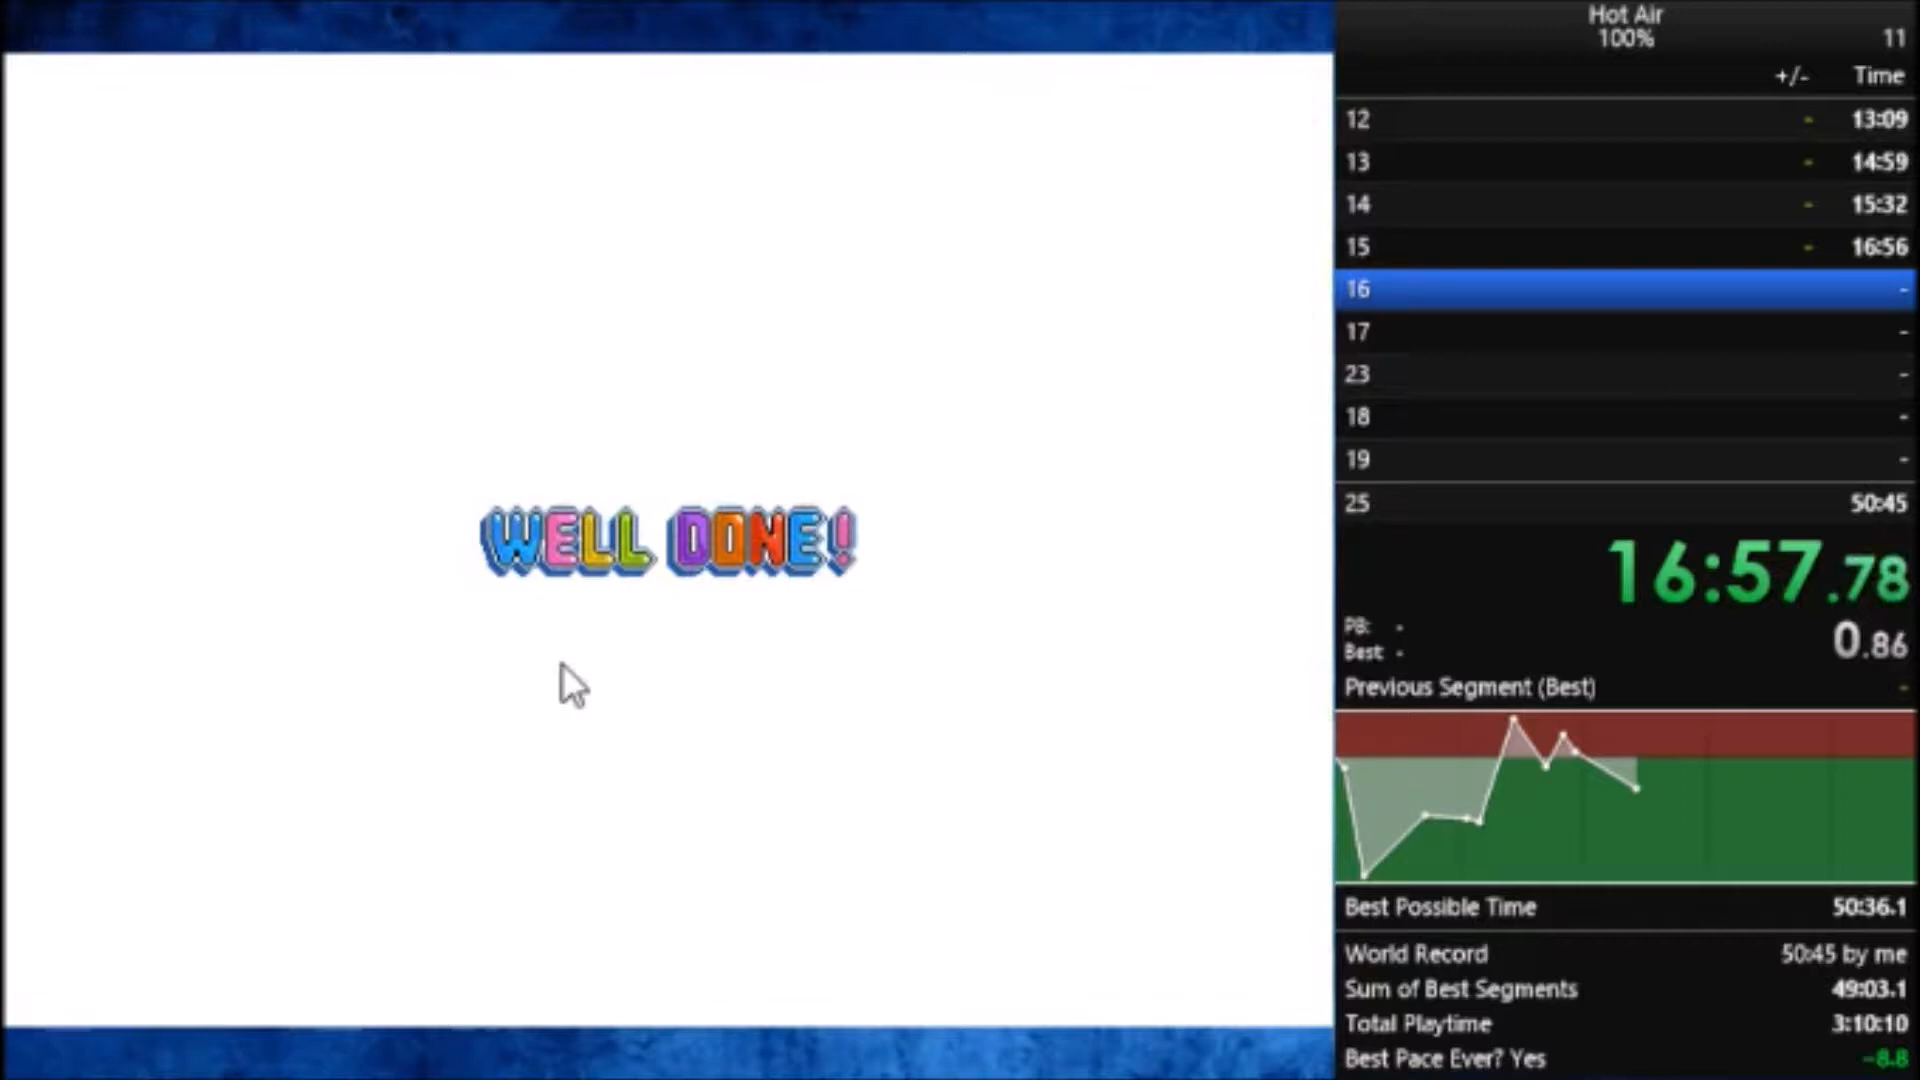 WELL DONE!
Hot Air
100% 11
+/- Time
12 - 13:09
13 - 14:59
14 - 15:32
15 - 16:56
16 -
17 -
23 -
18 -
19 -
25 50:45
16:57.78
PB: -
Best: -
0.86
Previous Segment (Best) -
Best Possible Time 50:36.1
World Record 50:45 by me
Sum of Best Segments 49:03.1
Total Playtime 3:10:10
Best Pace Ever? Yes -8.8